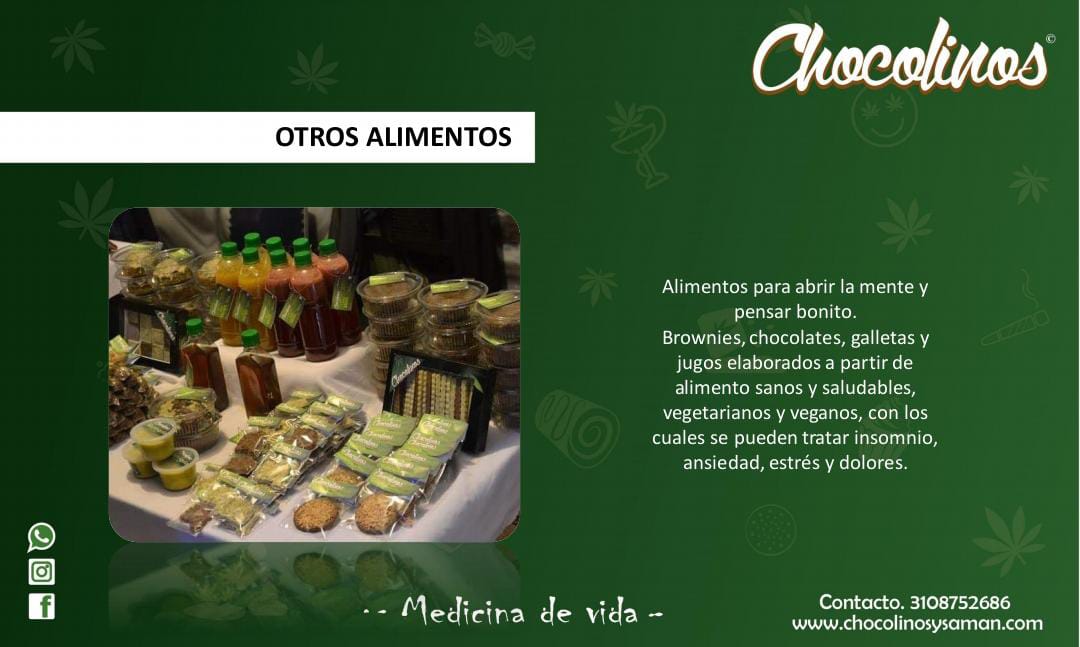 Chocolinos©
OTROS ALIMENTOS
Alimentos para abrir la mente y
pensar bonito.
Brownies, chocolates, galletas y
jugos elaborados a partir de
alimento sanos y saludables,
vegetarianos y veganos, con los
cuales se pueden tratar insomnio,
ansiedad, estrés y dolores.
Chocolinos
-- Medicina de vida -
Contacto. 3108752686
www.chocolinosysaman.com